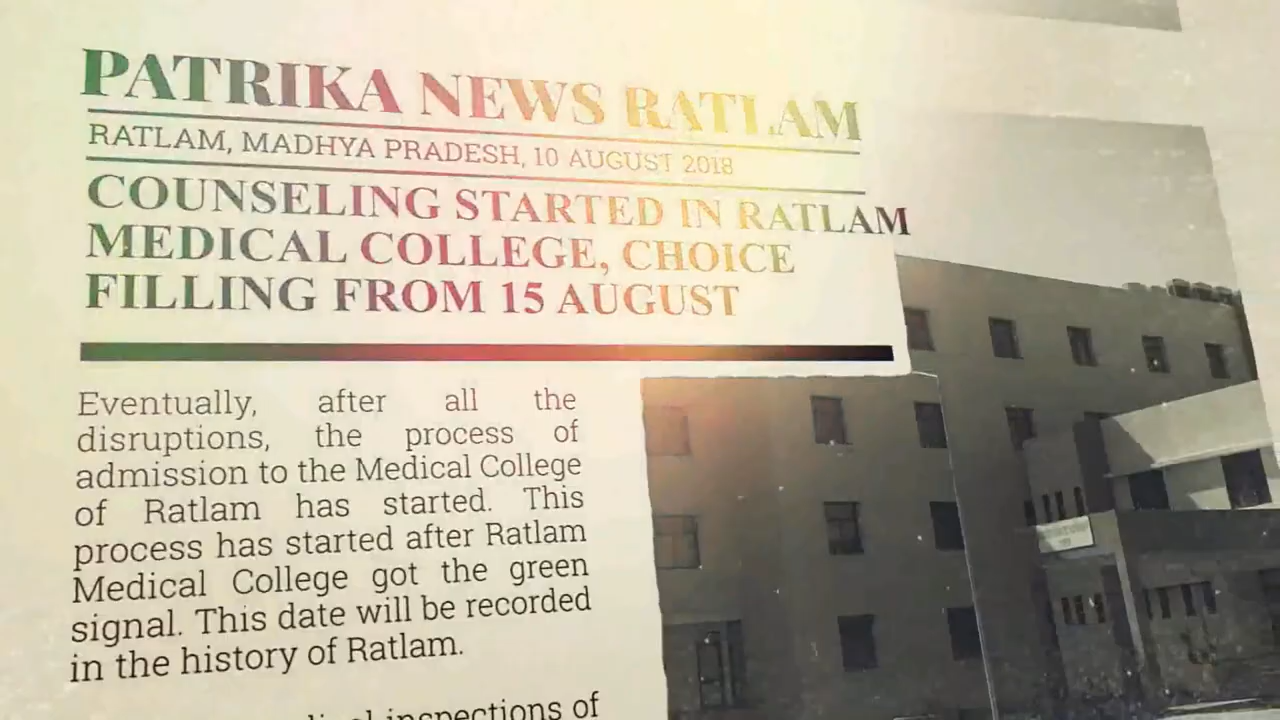 PATRIKA NEWS RATLAM
RATLAM, MADHYA PRADESH, 10 AUGUST 2018
COUNSELING STARTED IN RATLAM
MEDICAL COLLEGE, CHOICE
FILLING FROM 15 AUGUST
Eventually, after all the
disruptions, the process of
admission to the Medical College
of Ratlam has started. This
process has started after Ratlam
Medical College got the green
signal. This date will be recorded
in the history of Ratlam.
inspections of